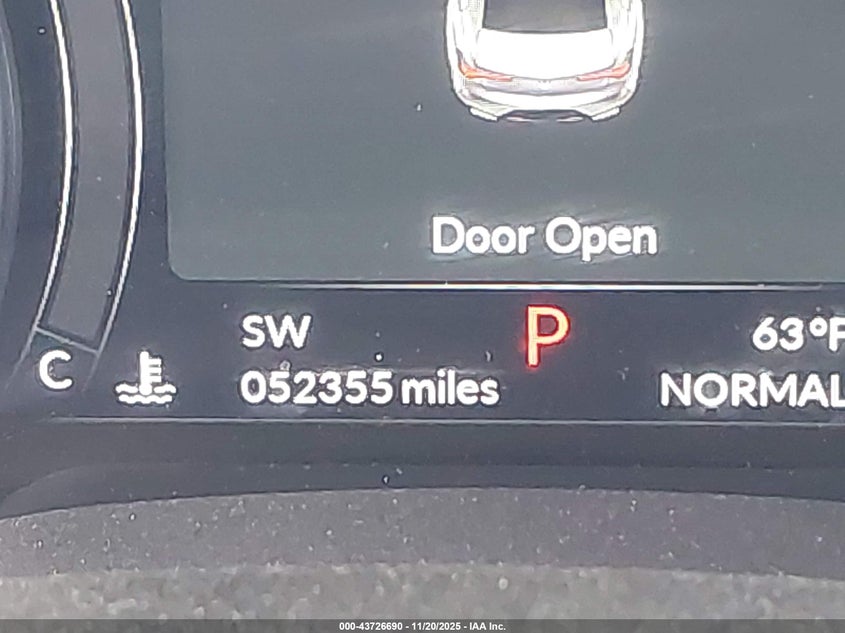 Door Open
SW
P
63°F
C
052355 miles
NORMAL
000-43726690 - 11/20/2025 - IAA Inc.